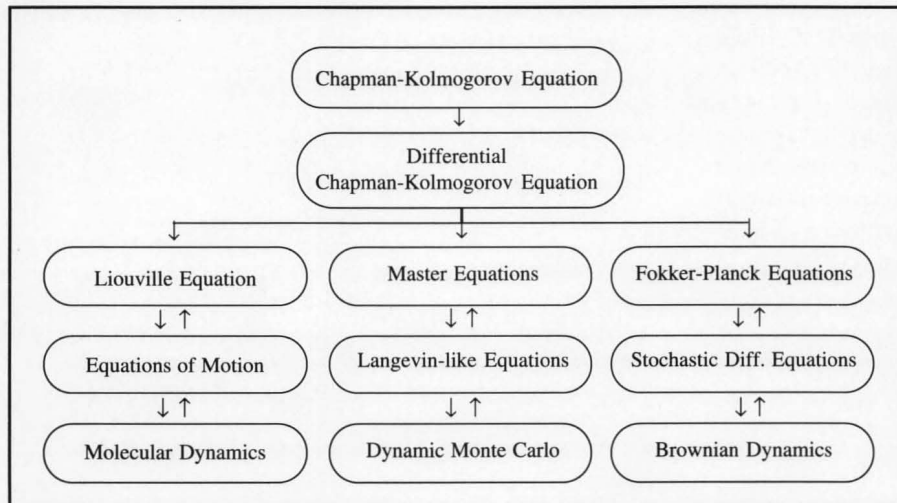 Chapman-Kolmogorov Equation
↓
Differential
Chapman-Kolmogorov Equation
↓ ↓ ↓
Liouville Equation Master Equations Fokker-Planck Equations
↓ ↑ ↓ ↑ ↓ ↑
Equations of Motion Langevin-like Equations Stochastic Diff. Equations
↓ ↑ ↓ ↑ ↓ ↑
Molecular Dynamics Dynamic Monte Carlo Brownian Dynamics